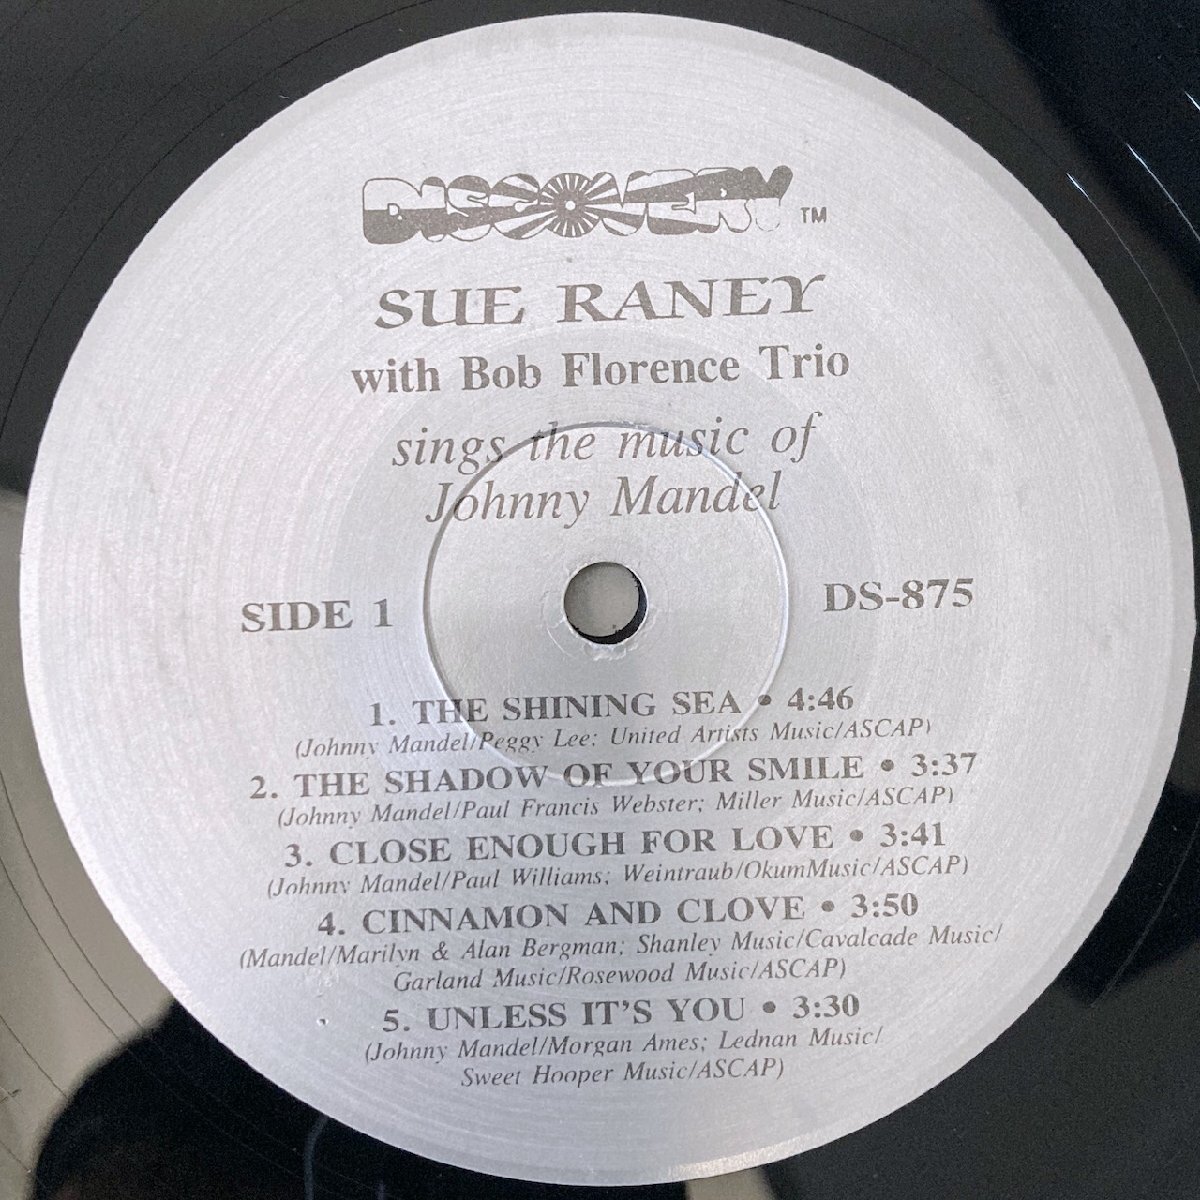 DISCOVERY TM
SUE RANEY
with Bob Florence Trio
sings the music of
Johnny Mandel
SIDE 1
DS-875
1. THE SHINING SEA • 4:46
(Johnny Mandel/Peggy Lee; United Artists Music/ASCAP)
2. THE SHADOW OF YOUR SMILE • 3:37
(Johnny Mandel/Paul Francis Webster; Miller Music/ASCAP)
3. CLOSE ENOUGH FOR LOVE • 3:41
(Johnny Mandel/Paul Williams; Weintraub/OkumMusic/ASCAP)
4. CINNAMON AND CLOVE • 3:50
(Mandel/Marilyn & Alan Bergman; Shanley Music/Cavalcade Music/
Garland Music/Rosewood Music/ASCAP)
5. UNLESS IT'S YOU • 3:30
(Johnny Mandel/Morgan Ames; Lednan Music/
Sweet Hooper Music/ASCAP)